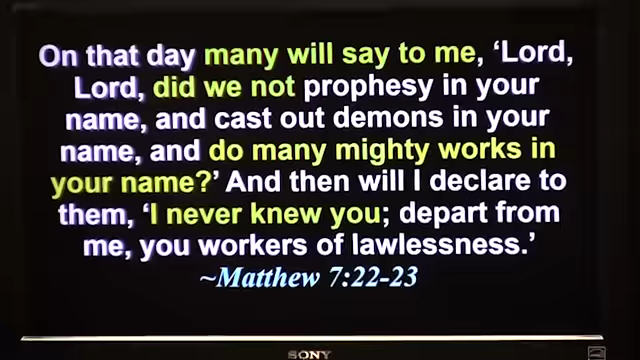 On that day many will say to me, ‘Lord,
Lord, did we not prophesy in your
name, and cast out demons in your
name, and do many mighty works in
your name?’ And then will I declare to
them, ‘I never knew you; depart from
me, you workers of lawlessness.’
~Matthew 7:22-23
SONY